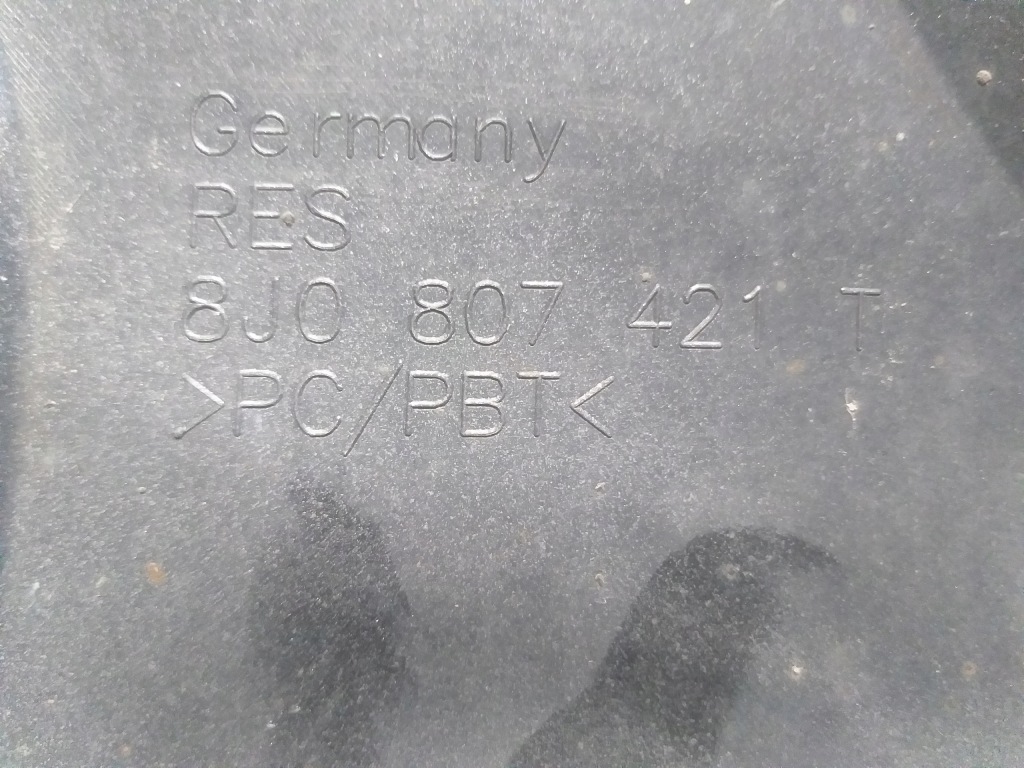 Germany
RES
8J0 807 421 T
>PC/PBT<